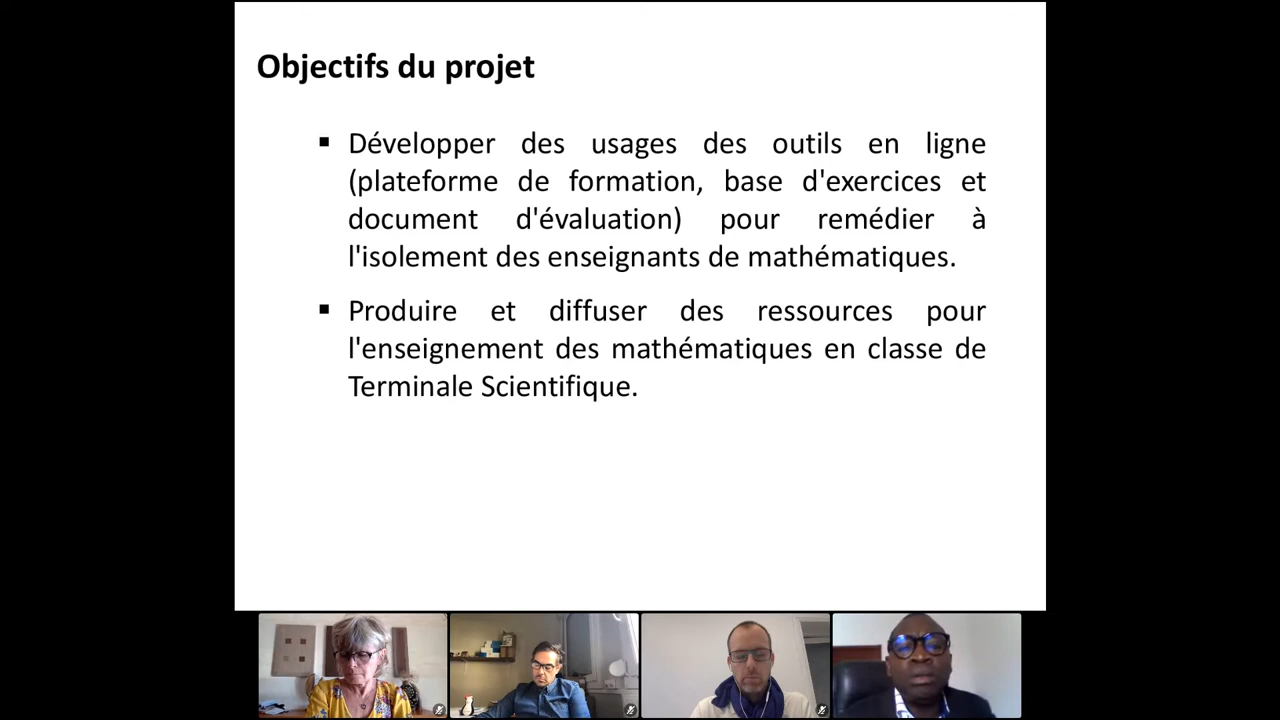 Objectifs du projet
▪ Développer des usages des outils en ligne
(plateforme de formation, base d'exercices et
document d'évaluation) pour remédier à
l'isolement des enseignants de mathématiques.
▪ Produire et diffuser des ressources pour
l'enseignement des mathématiques en classe de
Terminale Scientifique.